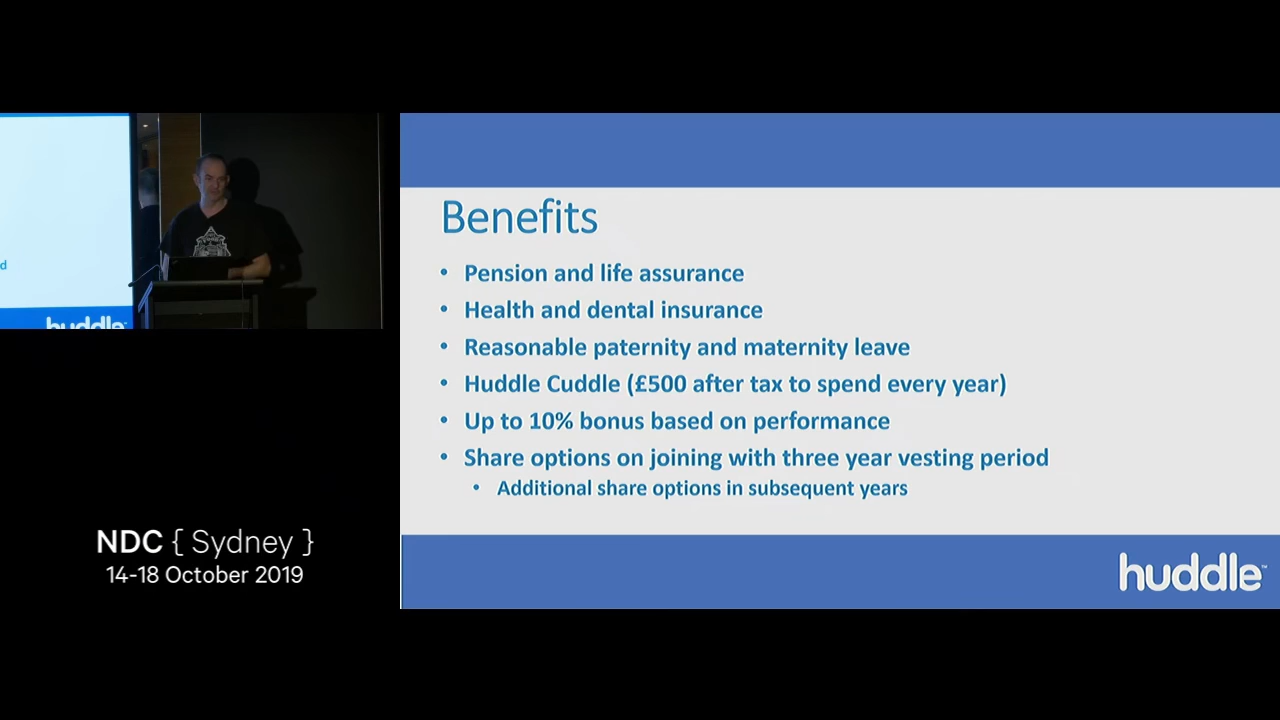 d
huddle
NDC { Sydney }
14-18 October 2019
Benefits
• Pension and life assurance
• Health and dental insurance
• Reasonable paternity and maternity leave
• Huddle Cuddle (£500 after tax to spend every year)
• Up to 10% bonus based on performance
• Share options on joining with three year vesting period
• Additional share options in subsequent years
huddle™